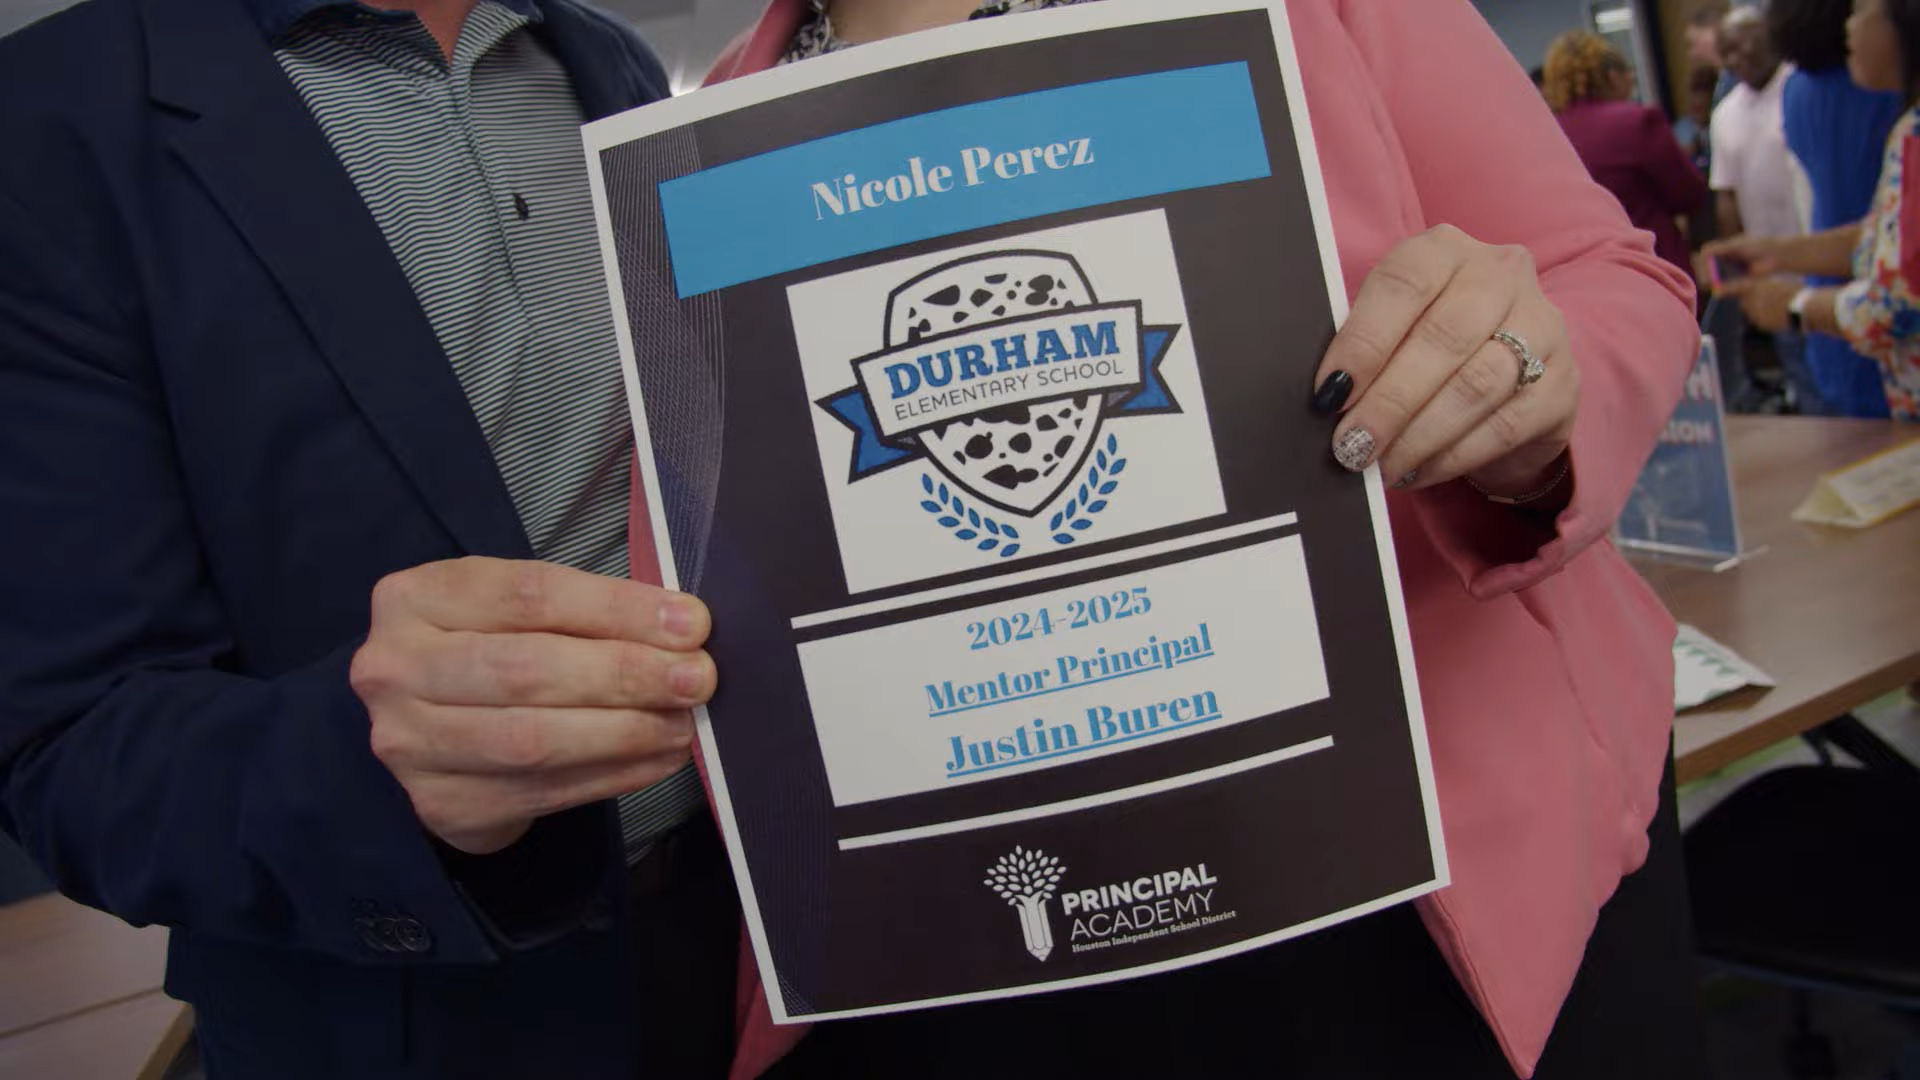 Nicole Perez
DURHAM
ELEMENTARY SCHOOL
2024-2025
Mentor Principal
Justin Buren
PRINCIPAL
ACADEMY
Houston Independent School District